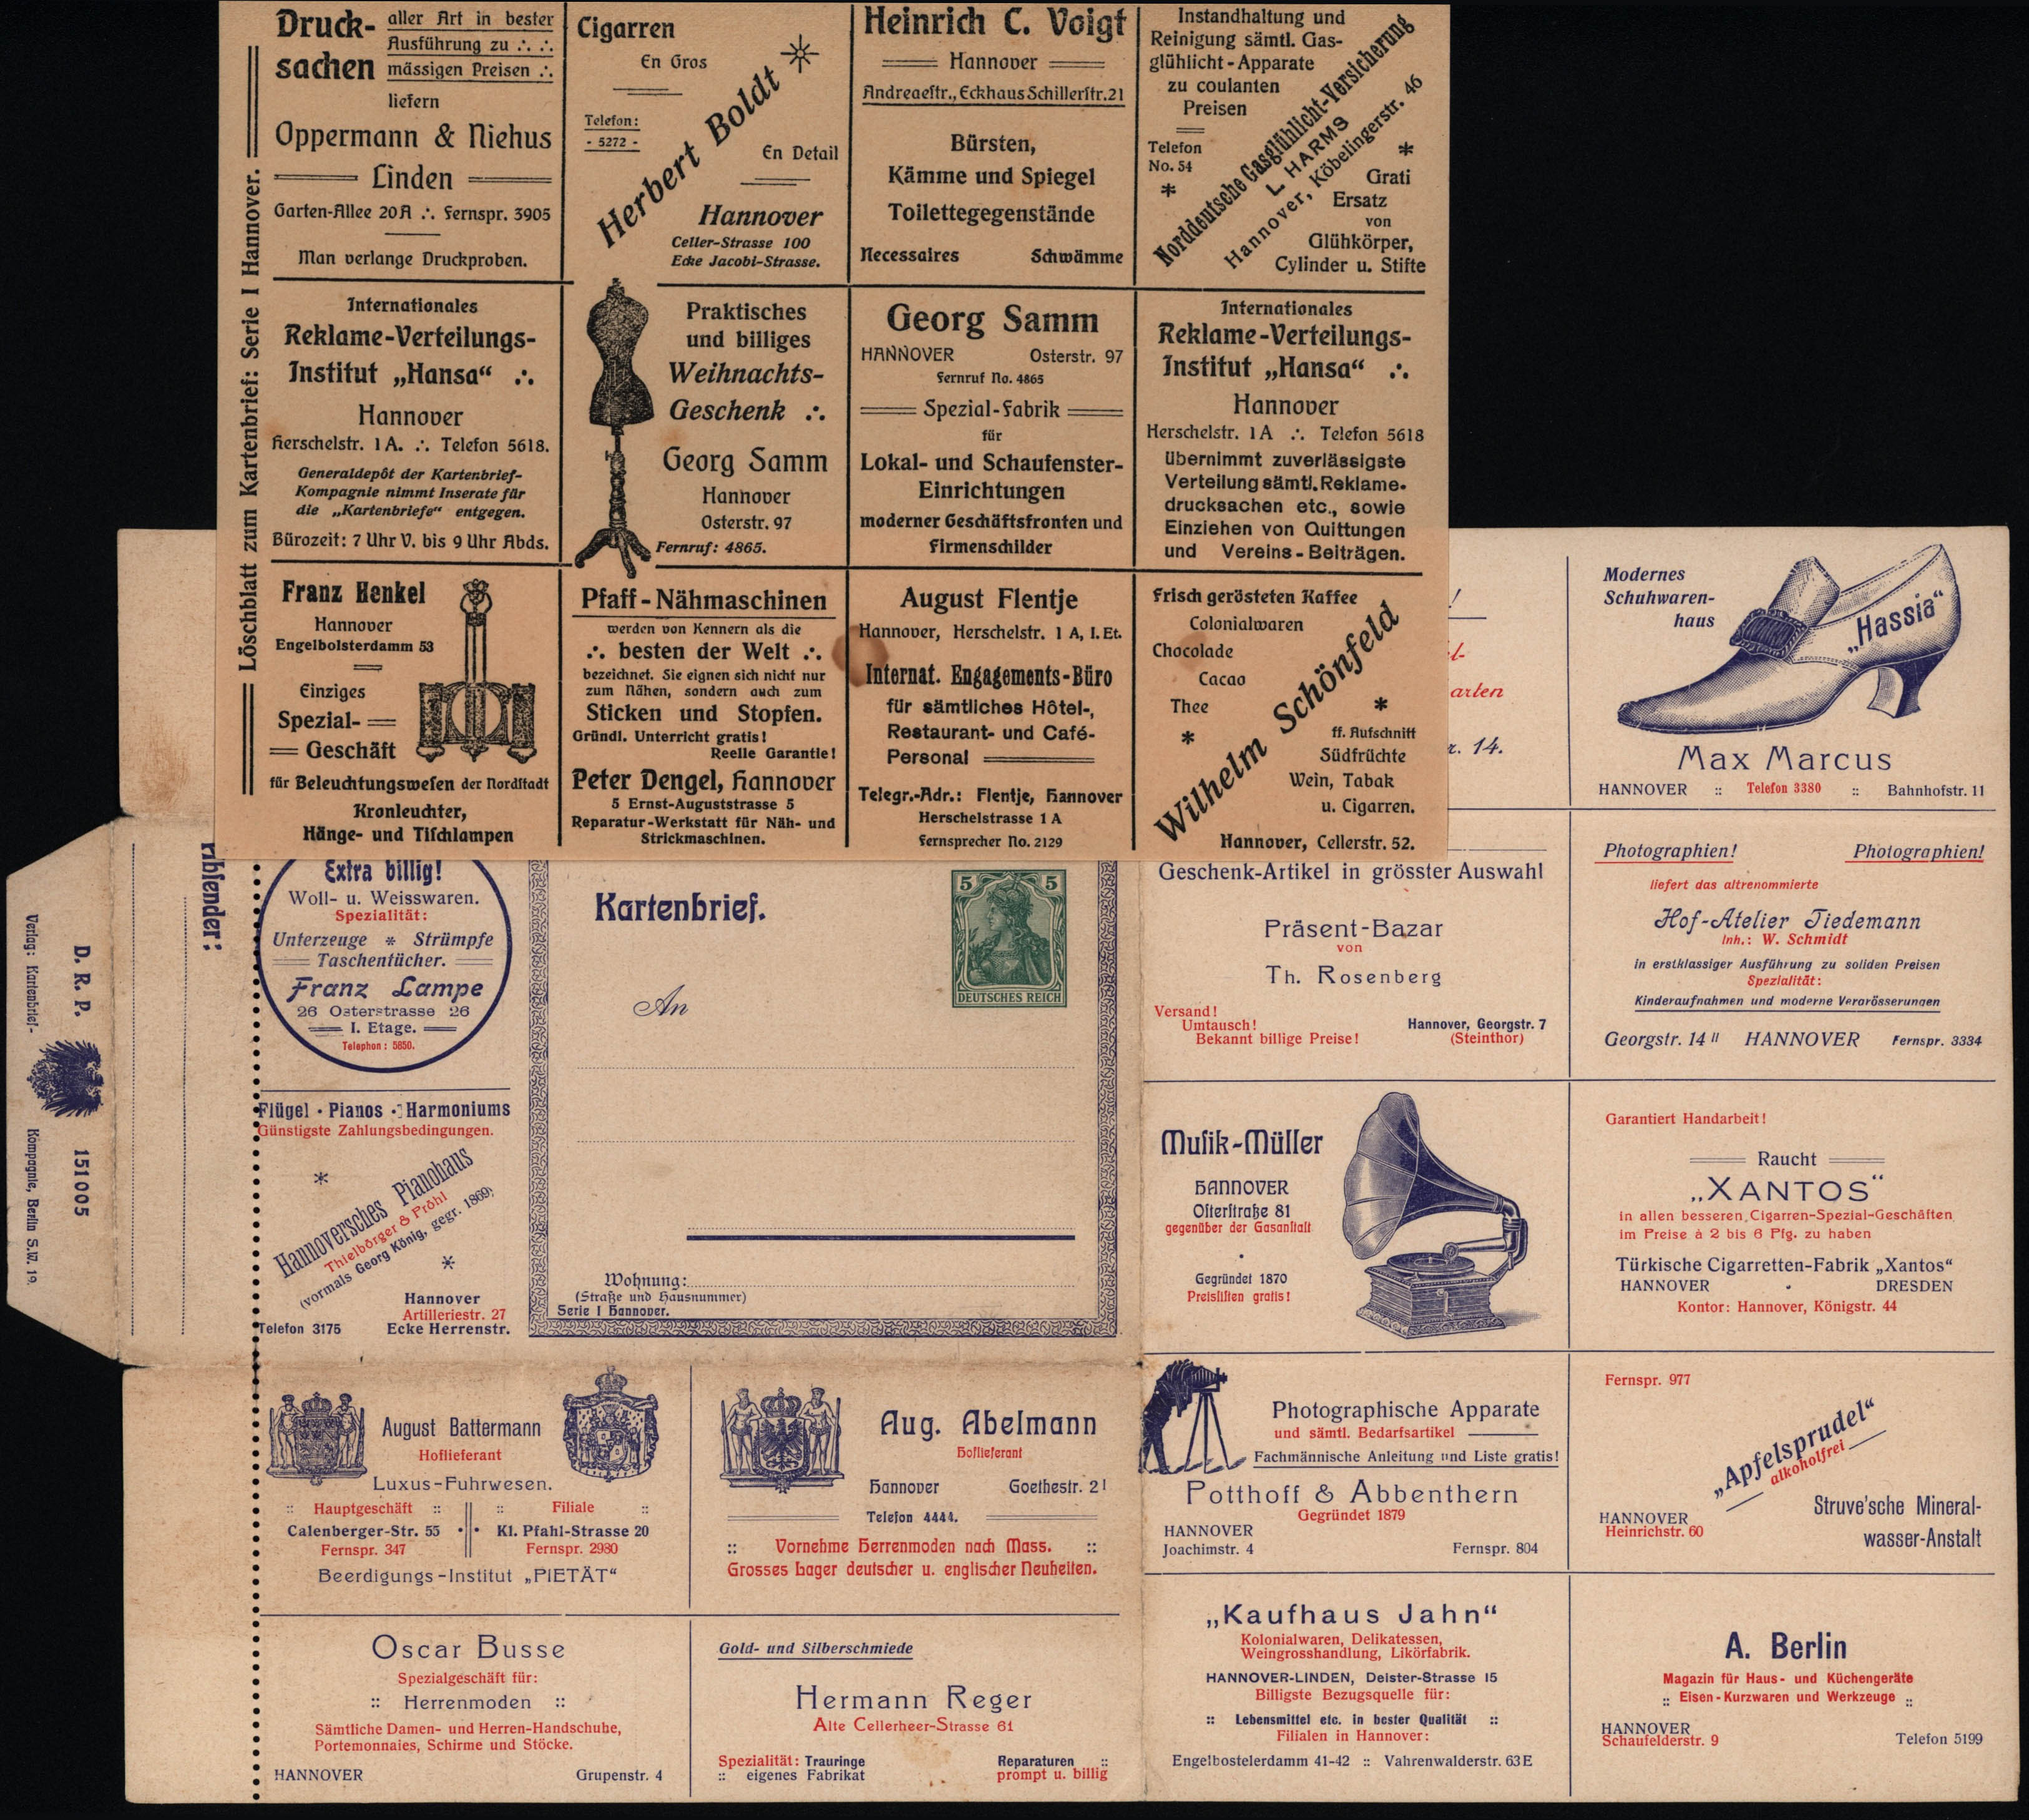 Löschblatt zum Kartenbrief: Serie I Hannover.
Druck-
sachen
aller Art in bester
Ausführung zu ∴ ∴
mässigen Preisen ∴
liefern
Oppermann & Niehus
Linden
Garten-Allee 20A ∴ Fernspr. 3905
Man verlange Druckproben.
Cigarren
En Gros
Telefon:
- 5272 -
Herbert Boldt
En Detail
Hannover
Celler-Strasse 100
Ecke Jacobi-Strasse.
Heinrich C. Voigt
Hannover
Andreaestr., Eckhaus Schillerstr. 21
Bürsten,
Kämme und Spiegel
Toilettegegenstände
Necessaires Schwämme
Instandhaltung und
Reinigung sämtl. Gas-
glühlicht-Apparate
zu coulanten
Preisen
Telefon
No. 54
*
Norddeutsche Gasglühlicht-Versicherung
L. HARMS
Hannover, Köbelingerstr. 46
*
Grati
Ersatz
von
Glühkörper,
Cylinder u. Stifte
Internationales
Reklame-Verteilungs-
Institut „Hansa“ ∴
Hannover
Herschelstr. 1A. ∴ Telefon 5618.
Generaldepôt der Kartenbrief-
Kompagnie nimmt Inserate für
die „Kartenbriefe“ entgegen.
Bürozeit: 7 Uhr V. bis 9 Uhr Abds.
Praktisches
und billiges
Weihnachts-
Geschenk ∴
Georg Samm
Hannover
Osterstr. 97
Fernruf: 4865.
Georg Samm
HANNOVER Osterstr. 97
Fernruf No. 4865
Spezial-Fabrik
für
Lokal- und Schaufenster-
Einrichtungen
moderner Geschäftsfronten und
Firmenschilder
Internationales
Reklame-Verteilungs-
Institut „Hansa“ ∴
Hannover
Herschelstr. 1A ∴ Telefon 5618
übernimmt zuverlässigste
Verteilung sämtl. Reklame-
drucksachen etc., sowie
Einziehen von Quittungen
und Vereins-Beiträgen.
Franz Henkel
Hannover
Engelbolsterdamm 53
Einziges
Spezial-
Geschäft
für Beleuchtungswesen der Nordstadt
Kronleuchter,
Hänge- und Tischlampen
Pfaff-Nähmaschinen
werden von Kennern als die
∴ besten der Welt ∴
bezeichnet. Sie eignen sich nicht nur
zum Nähen, sondern auch zum
Sticken und Stopfen.
Gründl. Unterricht gratis!
Reelle Garantie!
Peter Dengel, Hannover
5 Ernst-Auguststrasse 5
Reparatur-Werkstatt für Näh- und
Strickmaschinen.
August Flentje
Hannover, Herschelstr. 1 A, I. Et.
Internat. Engagements-Büro
für sämtliches Hôtel-,
Restaurant- und Café-
Personal
Telegr.-Adr.: Flentje, Hannover
Herschelstrasse 1A
Fernsprecher No. 2129
Frisch gerösteten Kaffee
Colonialwaren
Chocolade
Cacao
Thee
*
Wilhelm Schönfeld
*
ff. Aufschnitt
Südfrüchte
Wein, Tabak
u. Cigarren.
Hannover, Cellerstr. 52.
!
l-
arten
r. 14.
Modernes
Schuhwaren-
haus
„Hassia“
Max Marcus
HANNOVER :: Telefon 3380 :: Bahnhofstr. 11
Verlag: Kartenbrief- Kompagnie, Berlin S.W. 19.
D. R. P. 151005
bsender:
Extra billig!
Woll- u. Weisswaren.
Spezialität:
Unterzeuge * Strümpfe
Taschentücher.
Franz Lampe
26 Osterstrasse 26
I. Etage.
Telephon: 5850.
Flügel · Pianos · Harmoniums
Günstigste Zahlungsbedingungen.
*
Hannoversches Pianohaus
Thielbörger & Pröhl
(vormals Georg König, gegr. 1869)
*
Hannover
Artilleriestr. 27
Telefon 3175 Ecke Herrenstr.
Kartenbrief.
5 5
DEUTSCHES REICH
An
Wohnung:
(Straße und Hausnummer)
Serie I Hannover.
Geschenk-Artikel in grösster Auswahl
Präsent-Bazar
von
Th. Rosenberg
Versand!
Umtausch!
Bekannt billige Preise!
Hannover, Georgstr. 7
(Steinthor)
Photographien! Photographien!
liefert das altrenommierte
Hof-Atelier Tiedemann
Inh.: W. Schmidt
in erstklassiger Ausführung zu soliden Preisen
Spezialität:
Kinderaufnahmen und moderne Vergrösserungen
Georgstr. 14 II HANNOVER Fernspr. 3334
Musik-Müller
HANNOVER
Osterstraße 81
gegenüber der Gasanstalt
Gegründet 1870
Preislisten gratis!
Garantiert Handarbeit!
Raucht
„XANTOS“
in allen besseren Cigarren-Spezial-Geschäften
im Preise à 2 bis 6 Pfg. zu haben
Türkische Cigarretten-Fabrik „Xantos“
HANNOVER · DRESDEN
Kontor: Hannover, Königstr. 44
August Battermann
Hoflieferant
Luxus-Fuhrwesen.
:: Hauptgeschäft :: :: Filiale ::
Calenberger-Str. 55 Kl. Pfahl-Strasse 20
Fernspr. 347 Fernspr. 2980
Beerdigungs-Institut „PIETÄT“
Aug. Abelmann
Hoflieferant
Hannover Goethestr. 21
Telefon 4444.
:: Vornehme Herrenmoden nach Mass. ::
Grosses Lager deutscher u. englischer Neuheiten.
Photographische Apparate
und sämtl. Bedarfsartikel
Fachmännische Anleitung und Liste gratis!
Potthoff & Abbenthern
Gegründet 1879
HANNOVER
Joachimstr. 4 Fernspr. 804
Fernspr. 977
„Apfelsprudel“
alkoholfrei
HANNOVER
Heinrichstr. 60
Struve'sche Mineral-
wasser-Anstalt
Oscar Busse
Spezialgeschäft für:
:: Herrenmoden ::
Sämtliche Damen- und Herren-Handschuhe,
Portemonnaies, Schirme und Stöcke.
HANNOVER Grupenstr. 4
Gold- und Silberschmiede
Hermann Reger
Alte Cellerheer-Strasse 61
Spezialität: Trauringe
:: eigenes Fabrikat
Reparaturen ::
prompt u. billig
„Kaufhaus Jahn“
Kolonialwaren, Delikatessen,
Weingrosshandlung, Likörfabrik.
HANNOVER-LINDEN, Deister-Strasse 15
Billigste Bezugsquelle für:
:: Lebensmittel etc. in bester Qualität ::
Filialen in Hannover:
Engelbostelerdamm 41-42 :: Vahrenwalderstr. 63E
A. Berlin
Magazin für Haus- und Küchengeräte
:: Eisen-Kurzwaren und Werkzeuge ::
HANNOVER
Schaufelderstr. 9 Telefon 5199